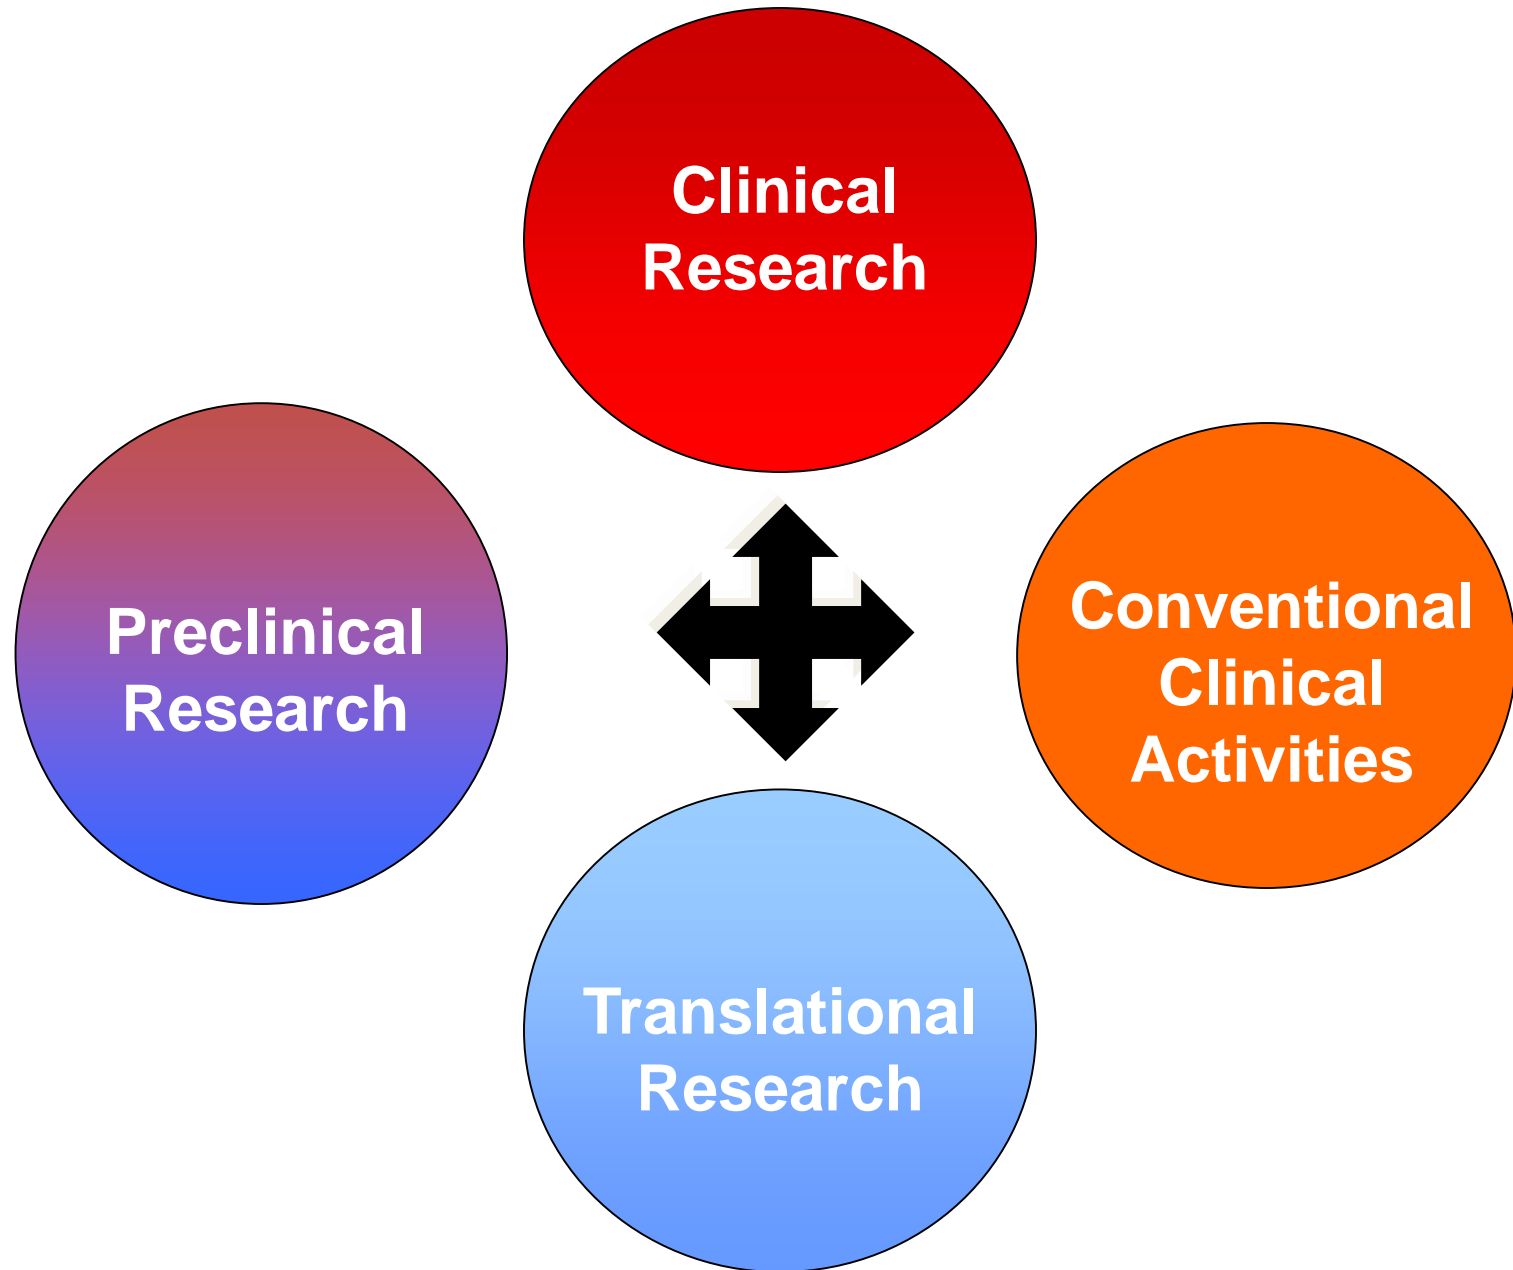 Clinical
Research
Preclinical
Research
Conventional
Clinical
Activities
Translational
Research